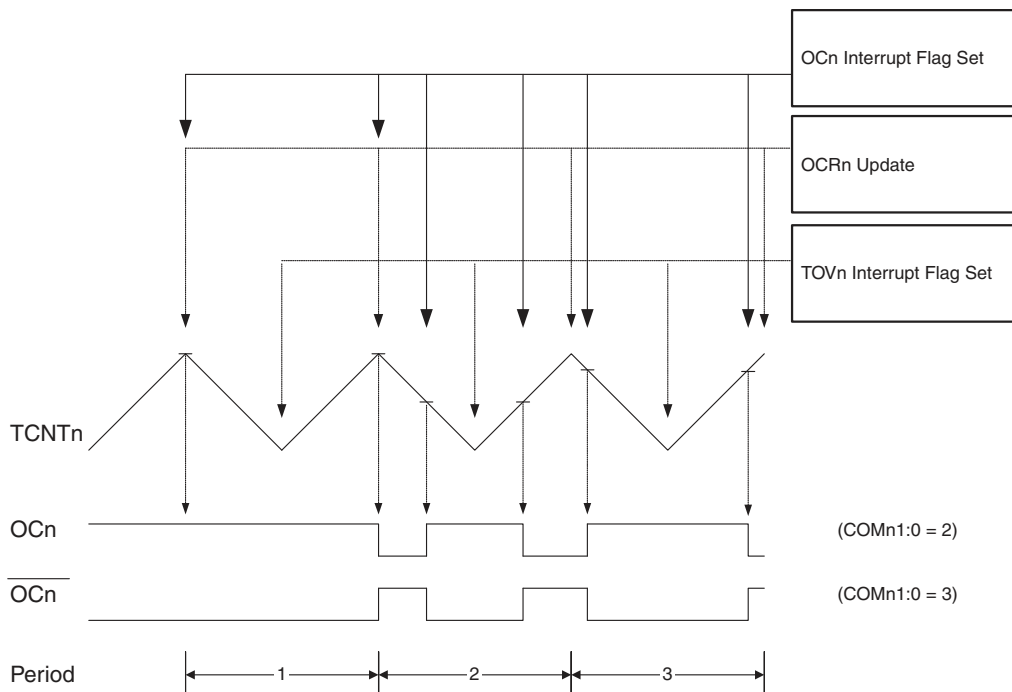 OCn Interrupt Flag Set
OCRn Update
TOVn Interrupt Flag Set
TCNTn
OCn
(COMn1:0 = 2)
OCn
(COMn1:0 = 3)
Period
1
2
3